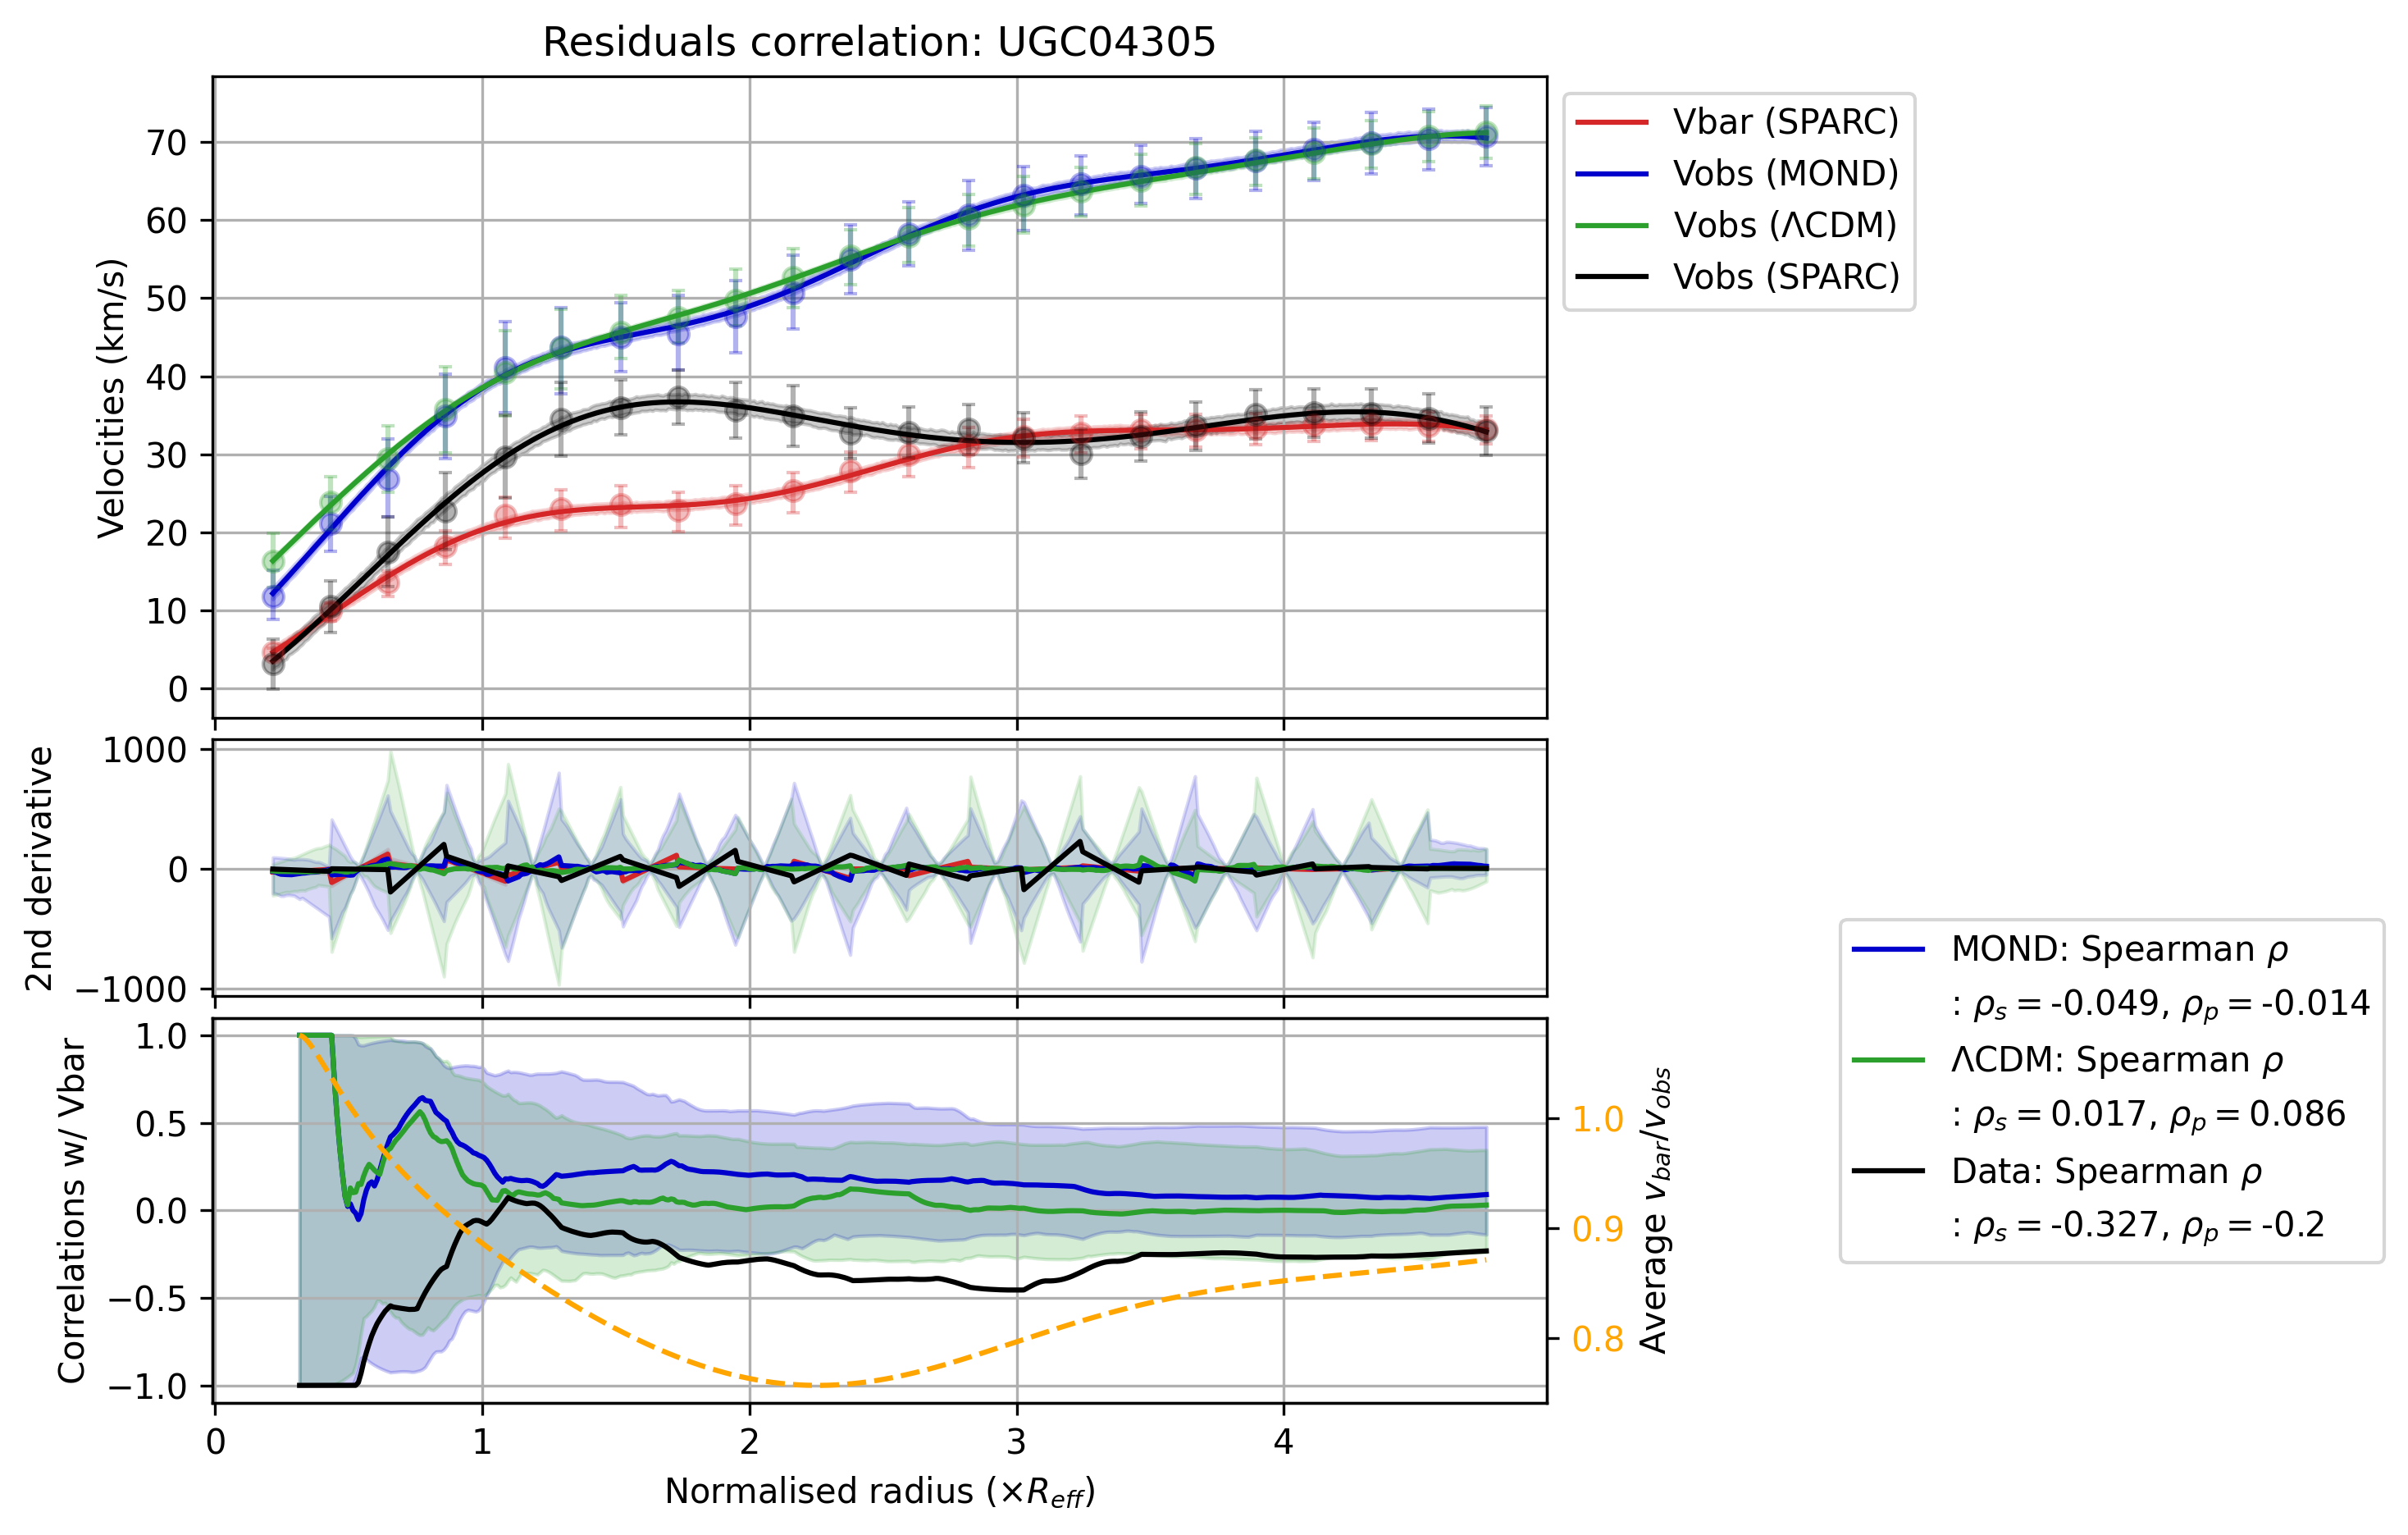 Residuals correlation: UGC04305
Velocities (km/s)
70
60
50
40
30
20
10
0
Vbar (SPARC)
Vobs (MOND)
Vobs (ΛCDM)
Vobs (SPARC)
2nd derivative
1000
0
−1000
Correlations w/ Vbar
1.0
0.5
0.0
−0.5
−1.0
1.0
0.9
0.8
Average v_bar/v_obs
MOND: Spearman ρ
: ρ_s = -0.049, ρ_p = -0.014
ΛCDM: Spearman ρ
: ρ_s = 0.017, ρ_p = 0.086
Data: Spearman ρ
: ρ_s = -0.327, ρ_p = -0.2
0 1 2 3 4
Normalised radius (×R_eff)